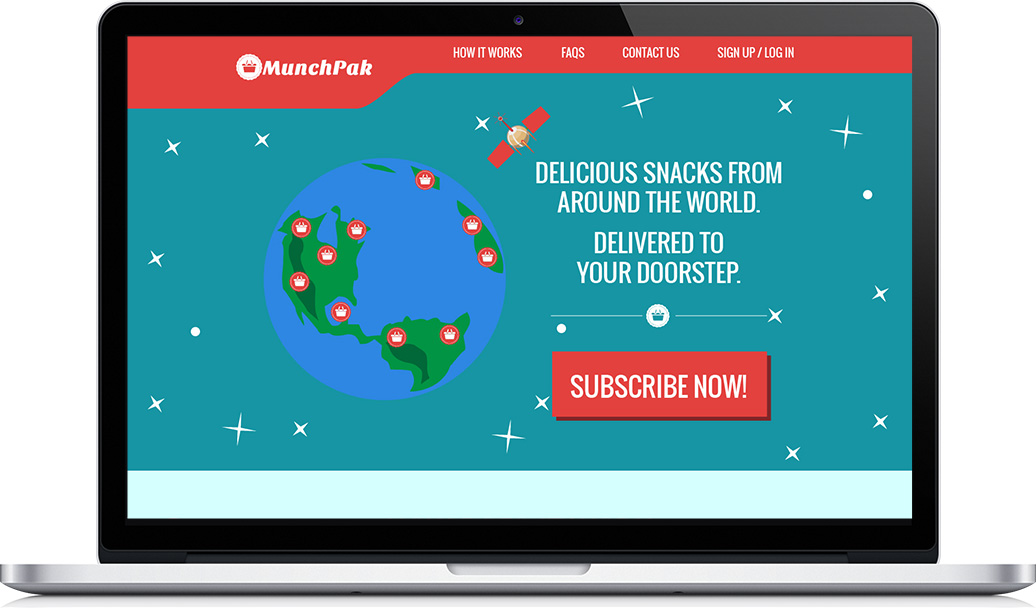 MunchPak
HOW IT WORKS
FAQS
CONTACT US
SIGN UP / LOG IN
DELICIOUS SNACKS FROM
AROUND THE WORLD.
DELIVERED TO
YOUR DOORSTEP.
SUBSCRIBE NOW!